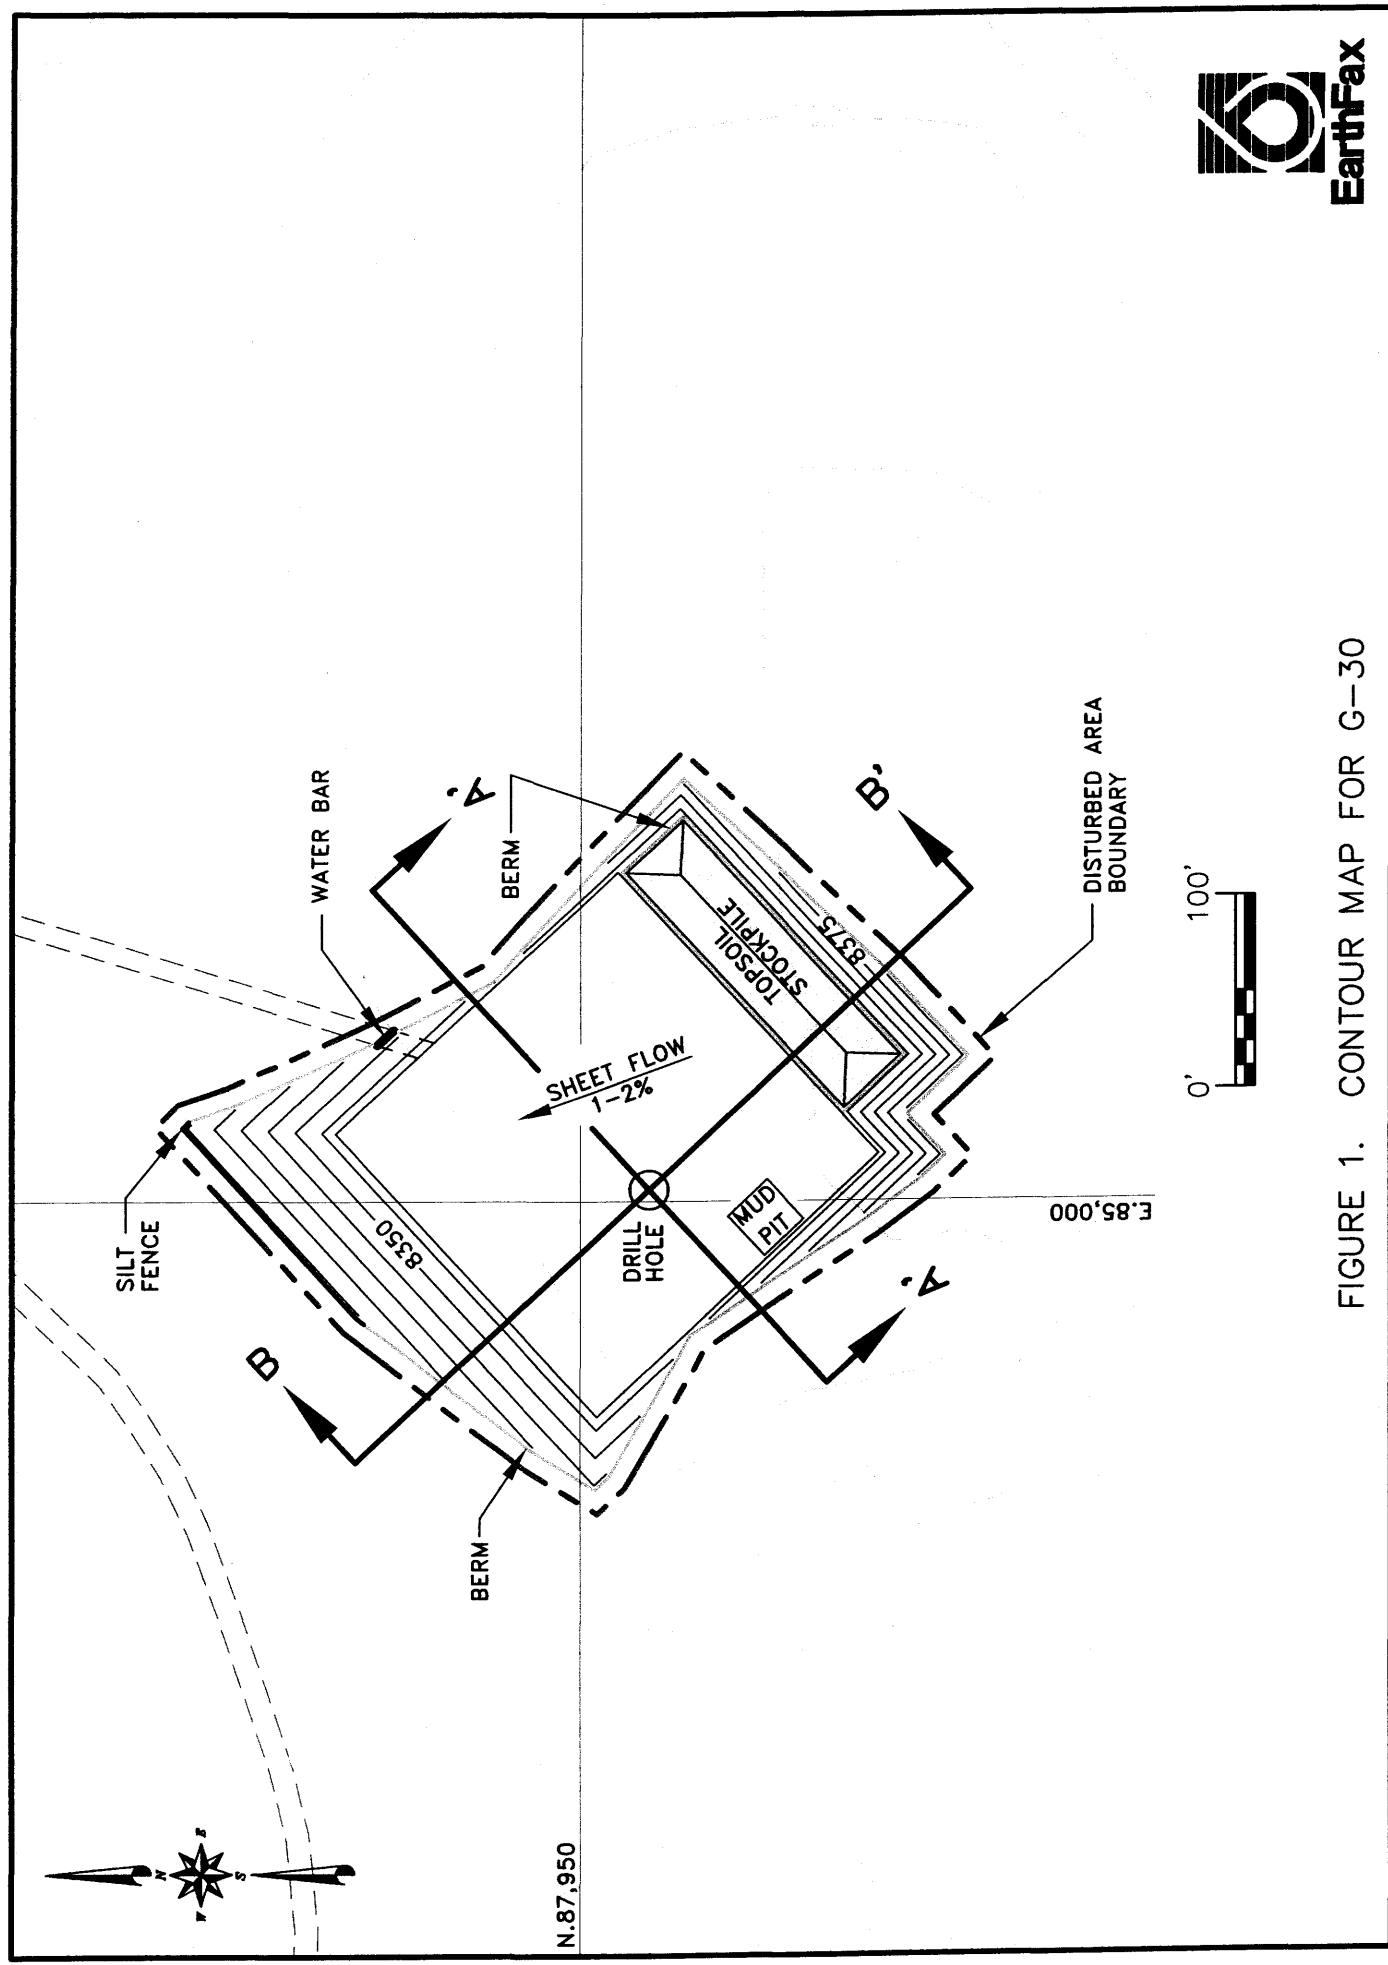 N
W
E
S
SILT
FENCE
WATER BAR
BERM
A'
B
B'
BERM
8350
SHEET FLOW
1-2%
TOPSOIL
STOCKPILE
8375
DRILL
HOLE
MUD
PIT
A'
DISTURBED AREA
BOUNDARY
N.87,950
E.85,000
0'
100'
FIGURE 1. CONTOUR MAP FOR G-30
EarthFax